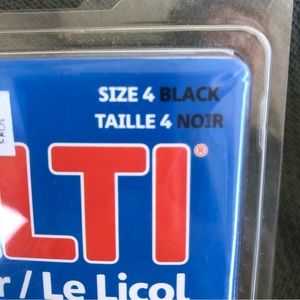 SIZE 4 BLACK
TAILLE 4 NOIR
LTI®
r / Le Licol